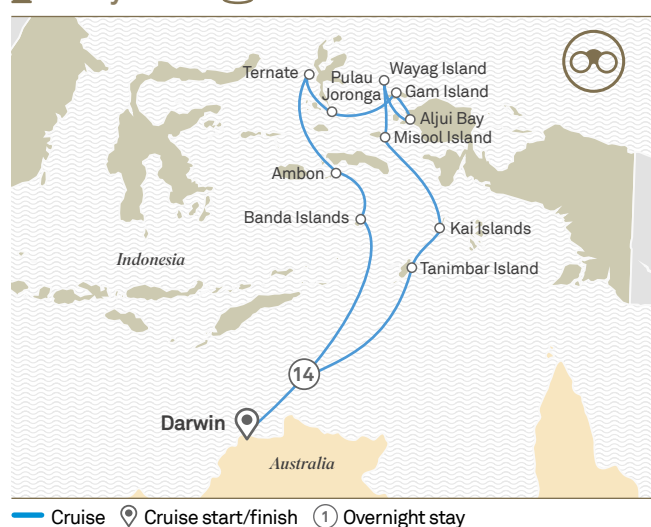 Ternate
Pulau
Joronga
Wayag Island
Gam Island
Aljui Bay
Misool Island
Ambon
Banda Islands
Kai Islands
Indonesia
Tanimbar Island
14
Darwin
Australia
Cruise
Cruise start/finish
1
Overnight stay